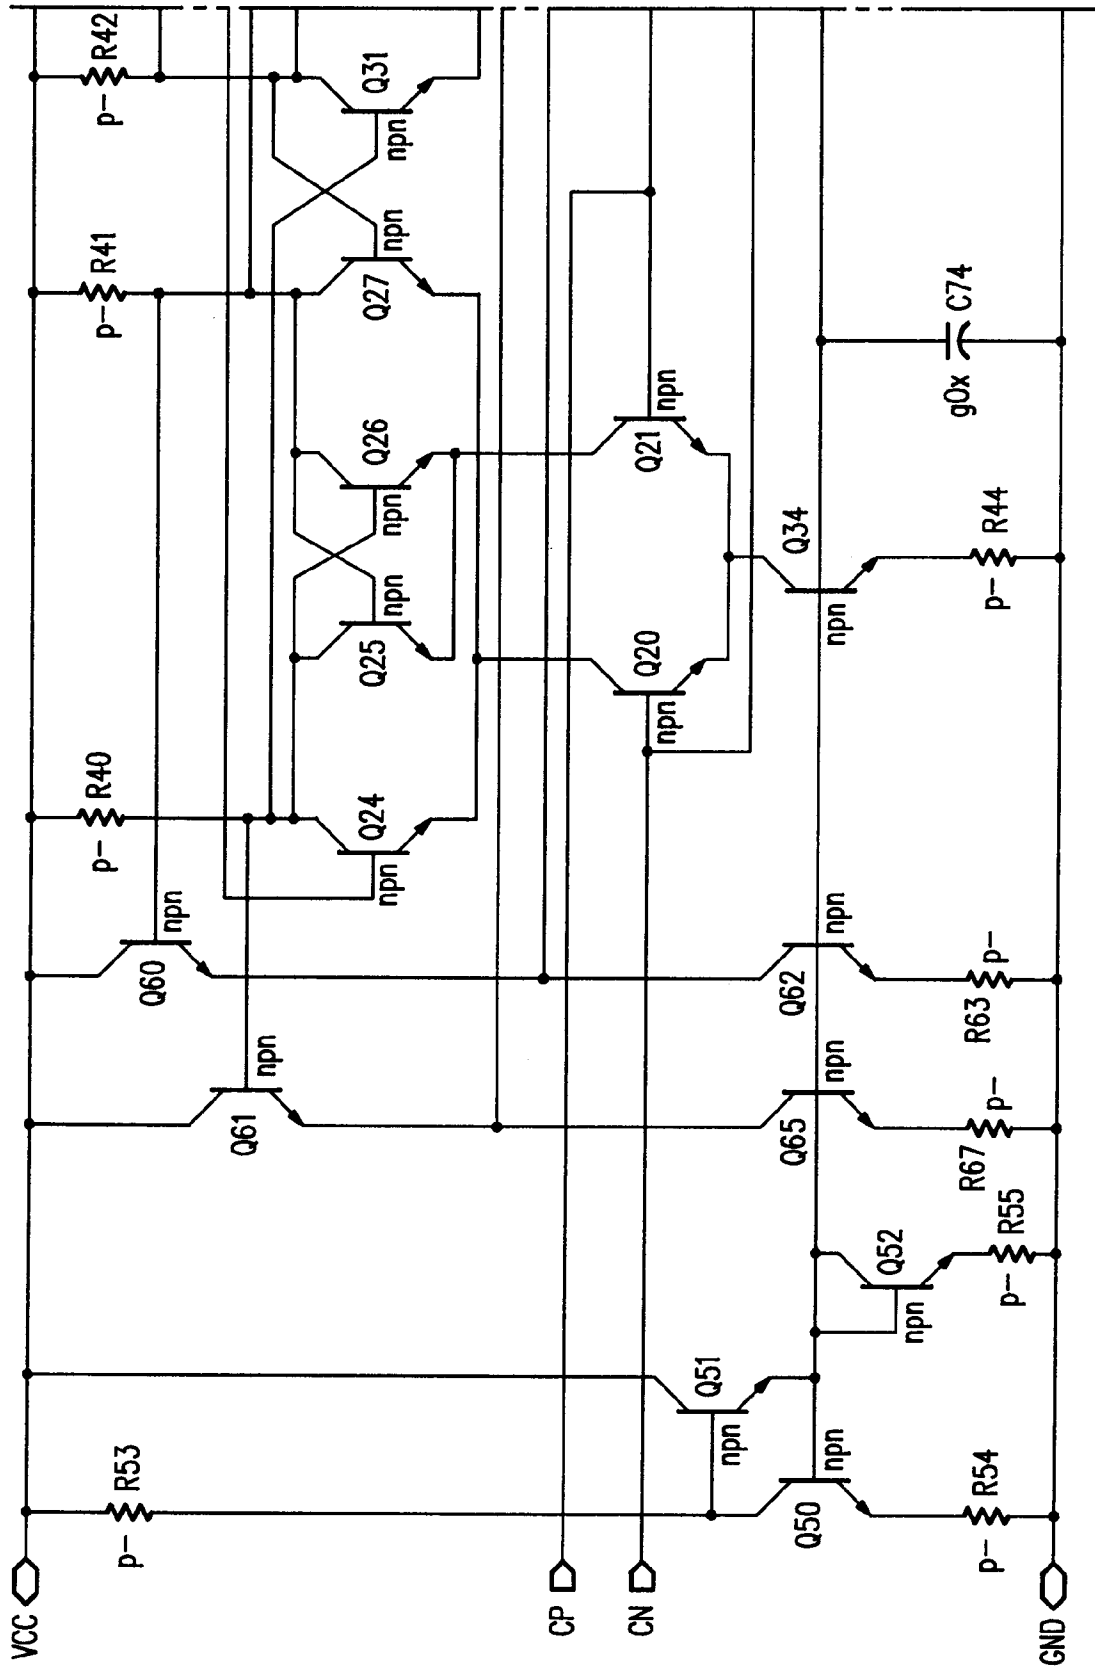 VCC
CP
CN
GND
p-
R53
Q51
npn
Q50
npn
p-
R54
Q52
npn
p-
R55
Q61
npn
Q65
npn
R67
p-
Q60
npn
Q62
npn
R63
p-
p-
R40
Q24
npn
Q25
npn
Q26
npn
Q20
npn
Q21
npn
Q34
npn
p-
R44
p-
R41
Q27
npn
gOx
C74
p-
R42
Q31
npn